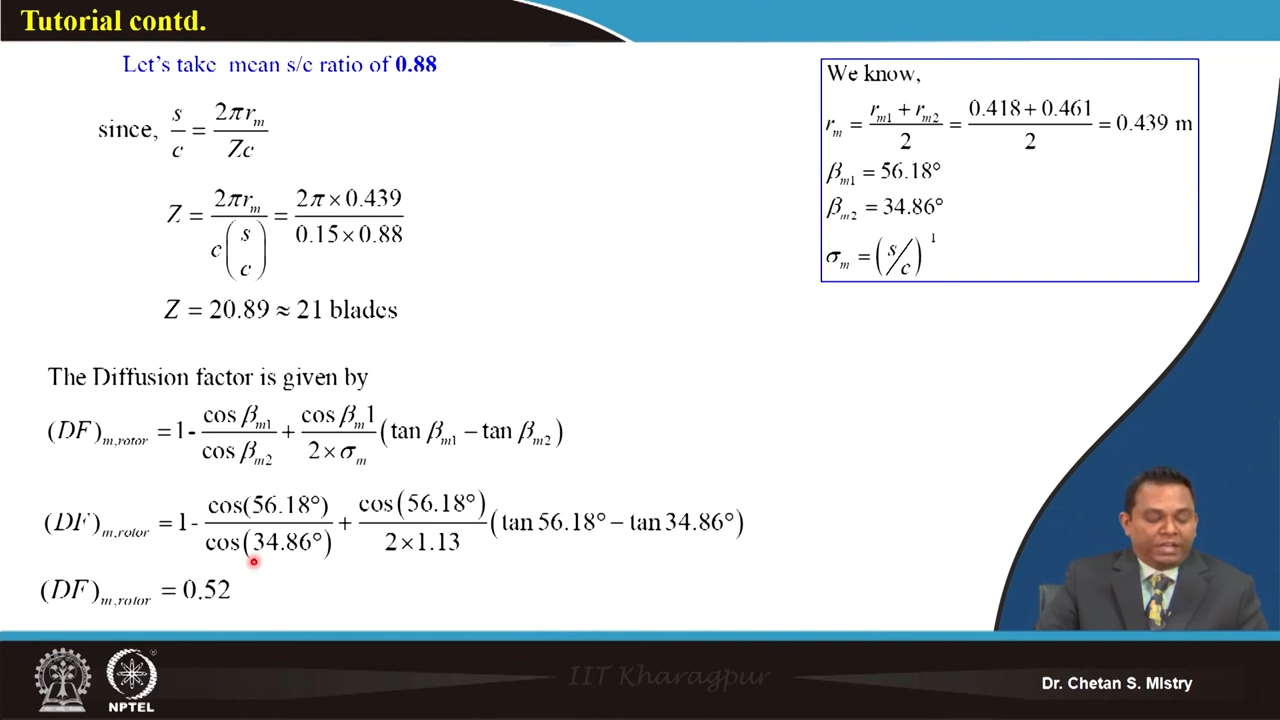 Tutorial contd.
Let's take mean s/c ratio of 0.88
since, s/c = 2πr_m / Zc
Z = 2πr_m / c(s/c) = 2π × 0.439 / 0.15 × 0.88
Z = 20.89 ≈ 21 blades
We know,
r_m = (r_m1 + r_m2) / 2 = (0.418 + 0.461) / 2 = 0.439 m
β_m1 = 56.18°
β_m2 = 34.86°
σ_m = (s/c)^1
The Diffusion factor is given by
(DF)_m,rotor = 1 - cos β_m1 / cos β_m2 + cos β_m1 / 2 × σ_m (tan β_m1 − tan β_m2)
(DF)_m,rotor = 1 - cos(56.18°) / cos(34.86°) + cos(56.18°) / 2 × 1.13 (tan 56.18° − tan 34.86°)
(DF)_m,rotor = 0.52
NPTEL
IIT Kharagpur
Dr. Chetan S. MIstry